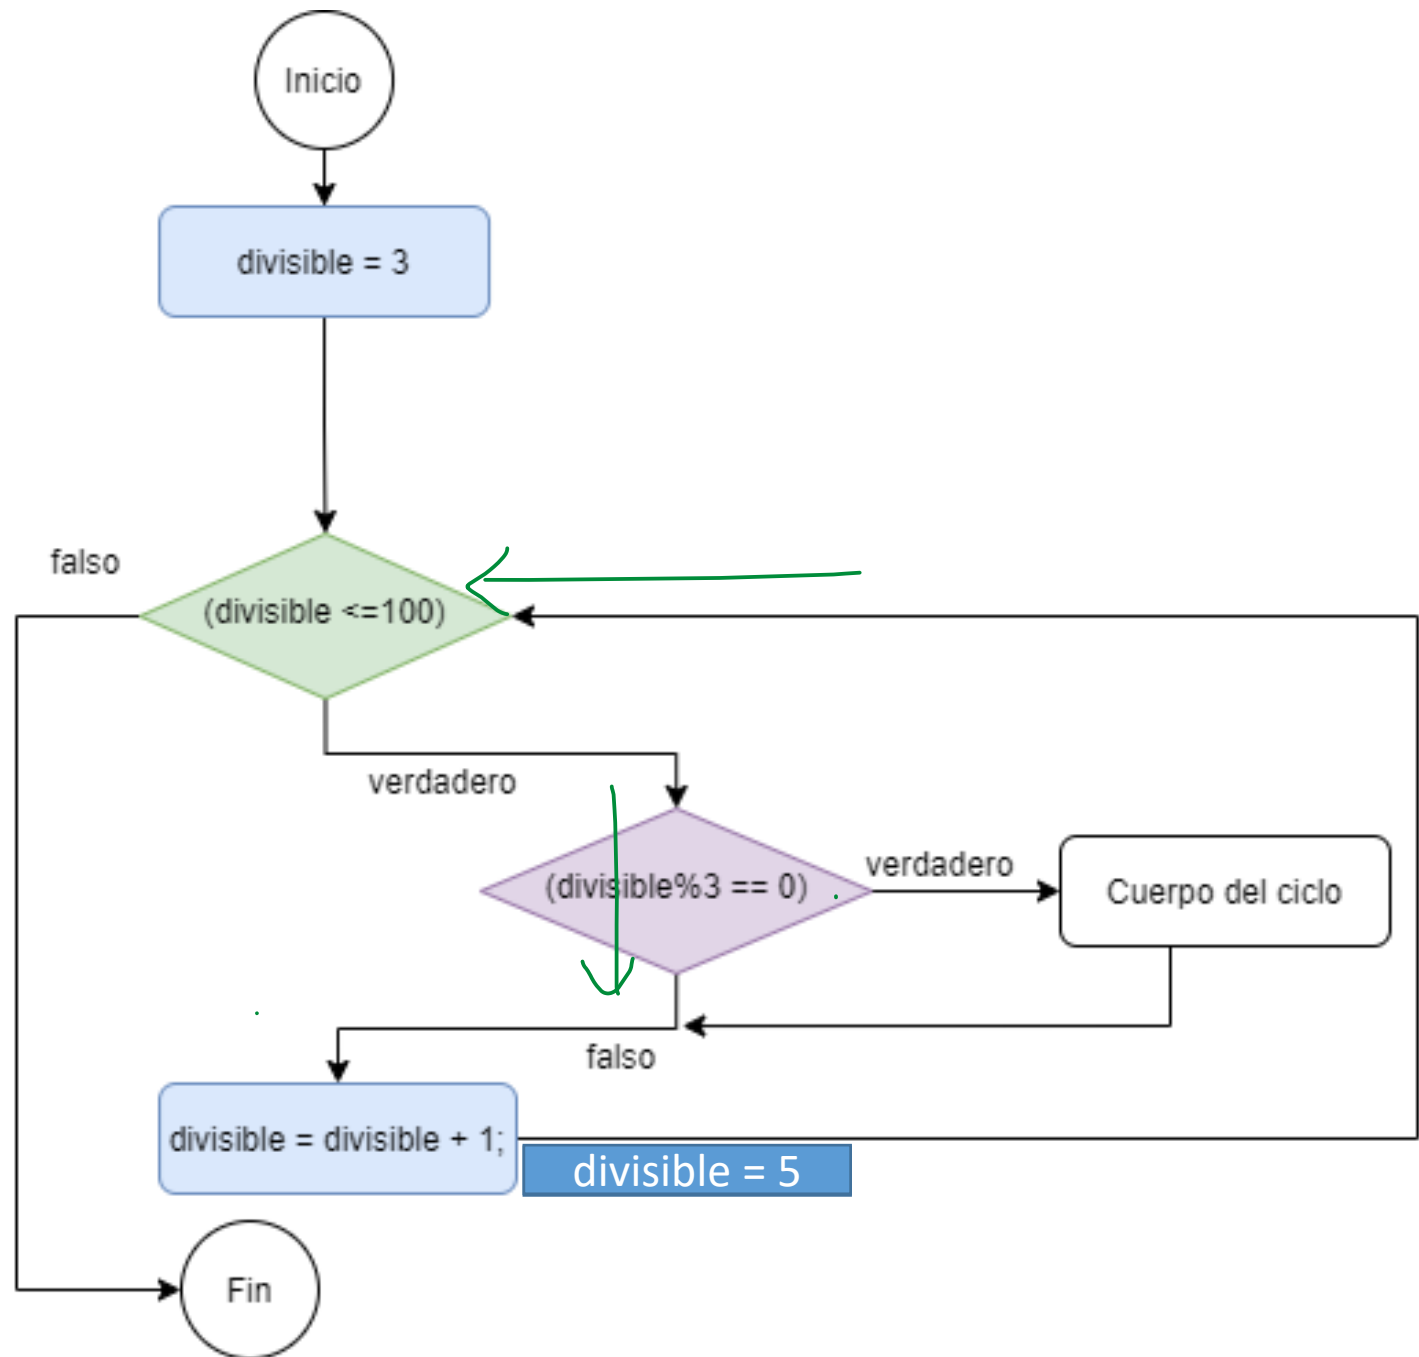 Inicio
divisible = 3
falso
(divisible <=100)
verdadero
(divisible%3 == 0)
verdadero
Cuerpo del ciclo
falso
divisible = divisible + 1;
divisible = 5
Fin